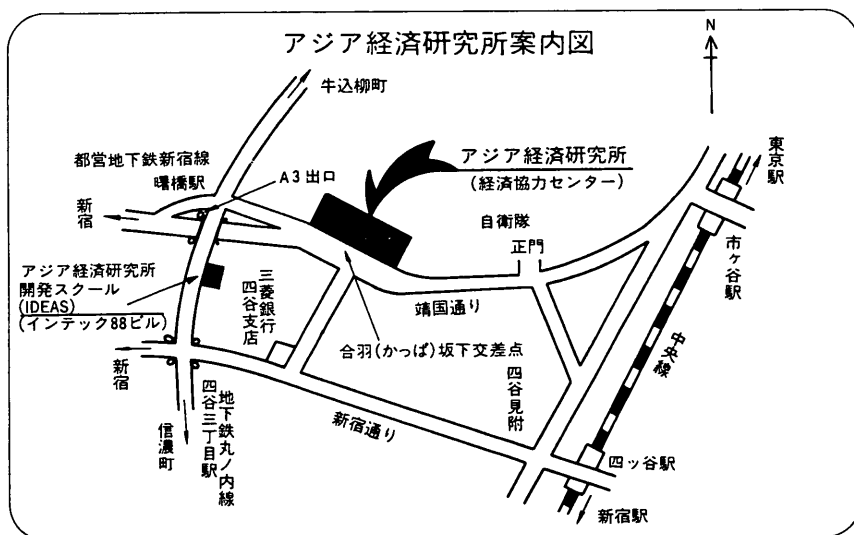 アジア経済研究所案内図
N
牛込柳町
都営地下鉄新宿線
曙橋駅
A3出口
アジア経済研究所
(経済協力センター)
東京駅
新宿
自衛隊
正門
市ヶ谷駅
アジア経済研究所
開発スクール
(IDEAS)
(インテック88ビル)
三菱銀行
四谷支店
靖国通り
中央線
合羽(かっぱ)坂下交差点
新宿
四谷見附
地下鉄丸ノ内線
四谷三丁目駅
信濃町
新宿通り
四ッ谷駅
新宿駅